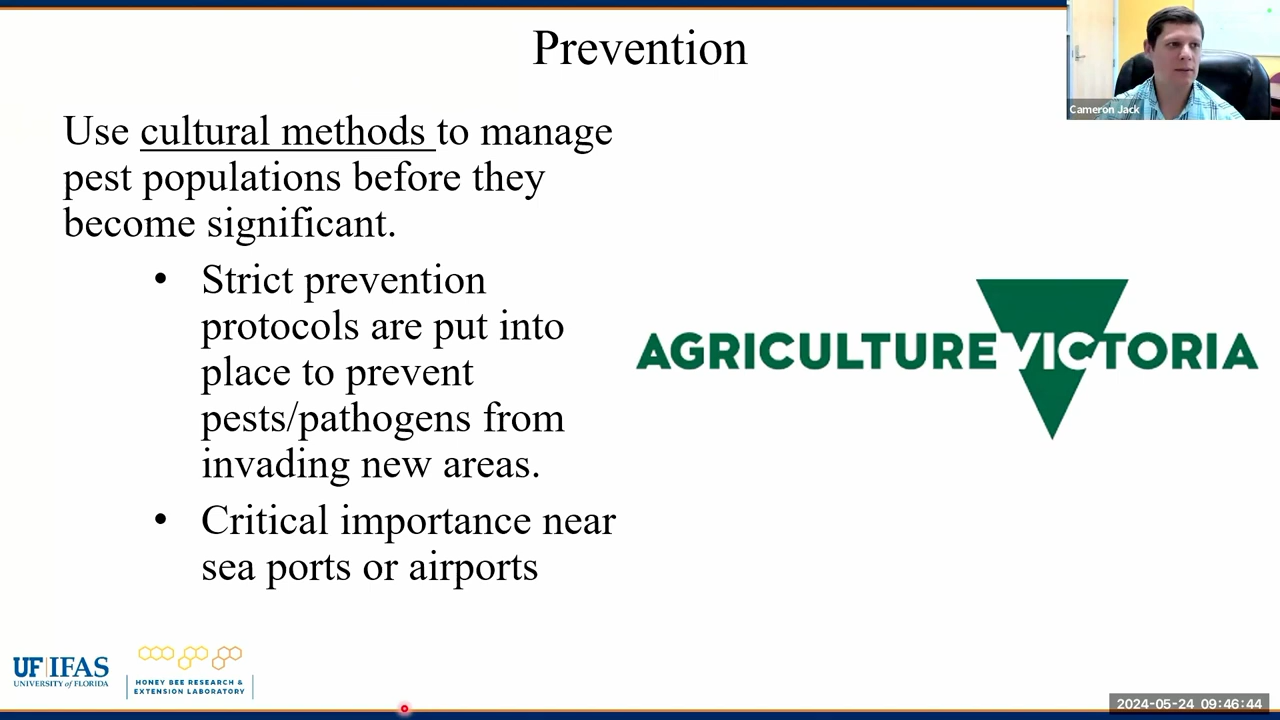 Prevention
Cameron Jack
Use cultural methods to manage
pest populations before they
become significant.
• Strict prevention
protocols are put into
place to prevent
pests/pathogens from
invading new areas.
• Critical importance near
sea ports or airports
AGRICULTURE VICTORIA
UF IFAS
UNIVERSITY of FLORIDA
HONEY BEE RESEARCH &
EXTENSION LABORATORY
2024-05-24 09:46:44